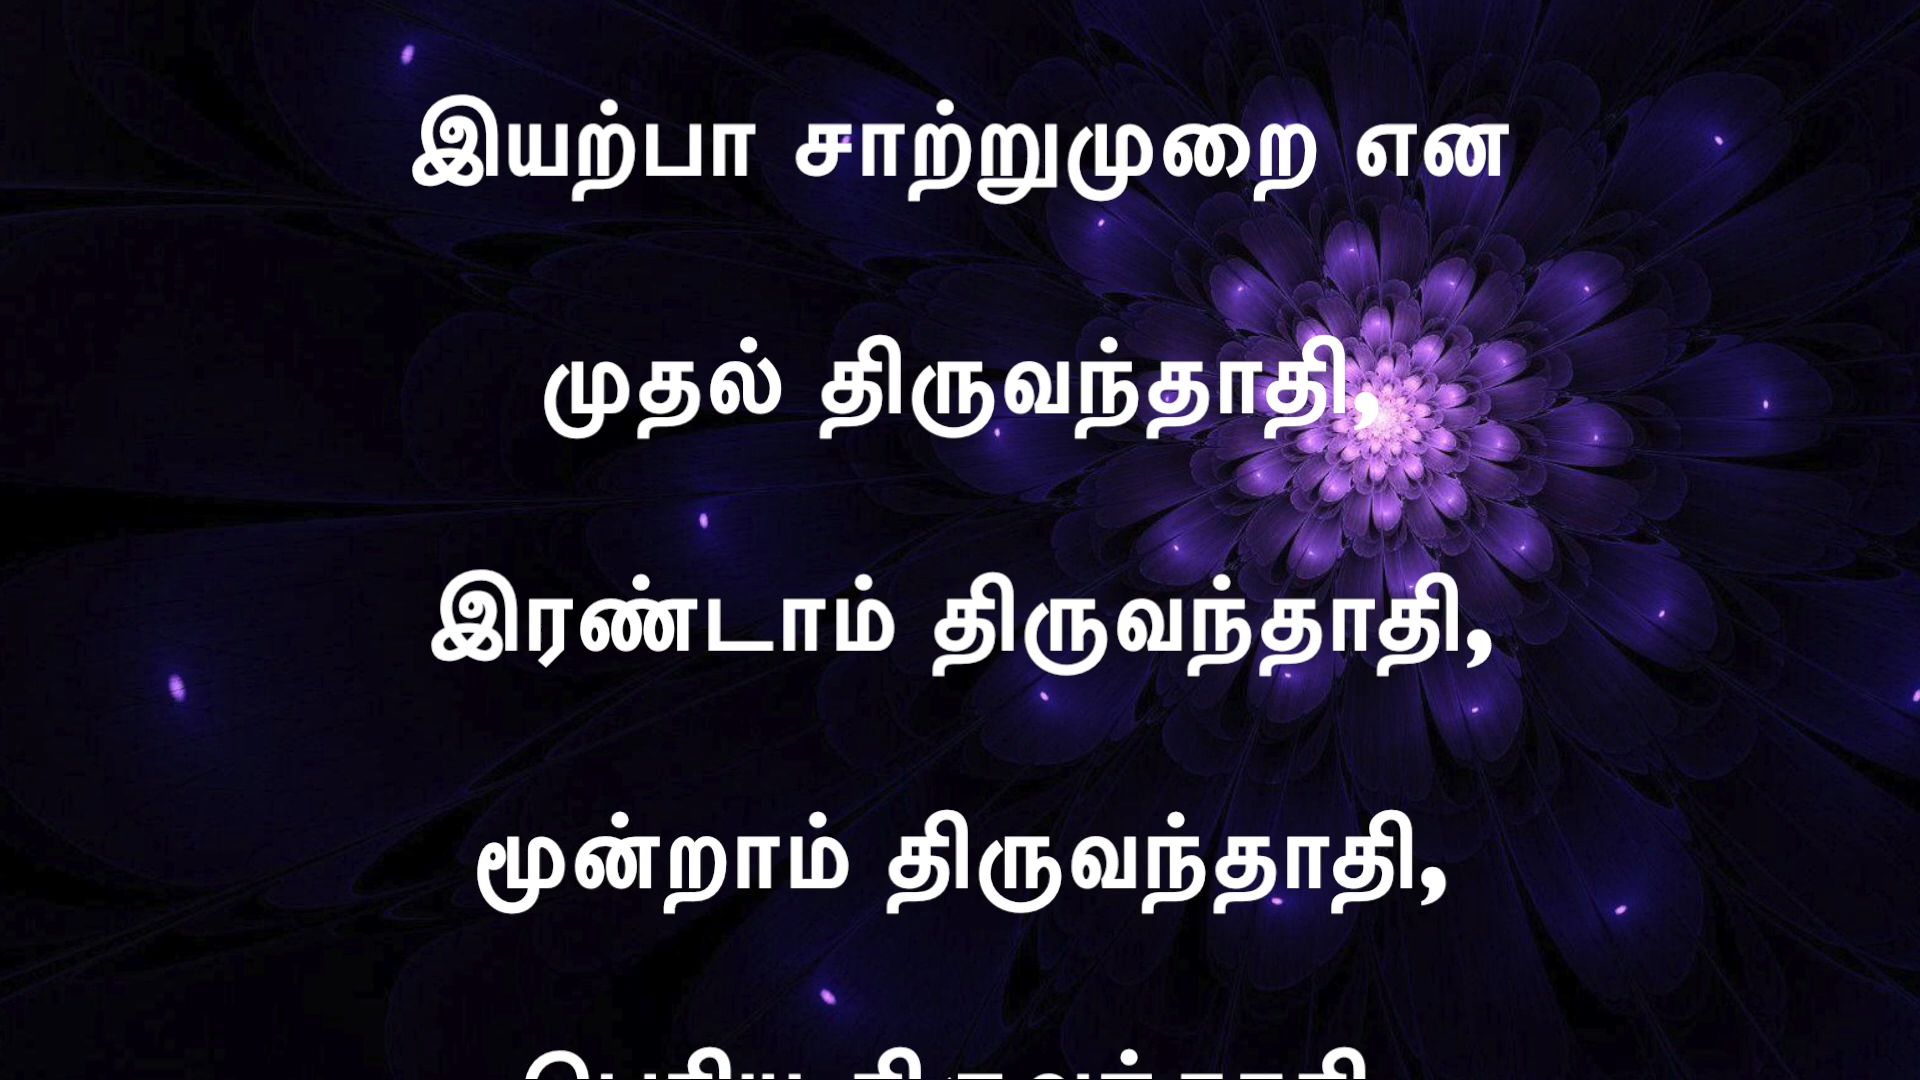 இயற்பா சாற்றுமுறை என
முதல் திருவந்தாதி,
இரண்டாம் திருவந்தாதி,
மூன்றாம் திருவந்தாதி,